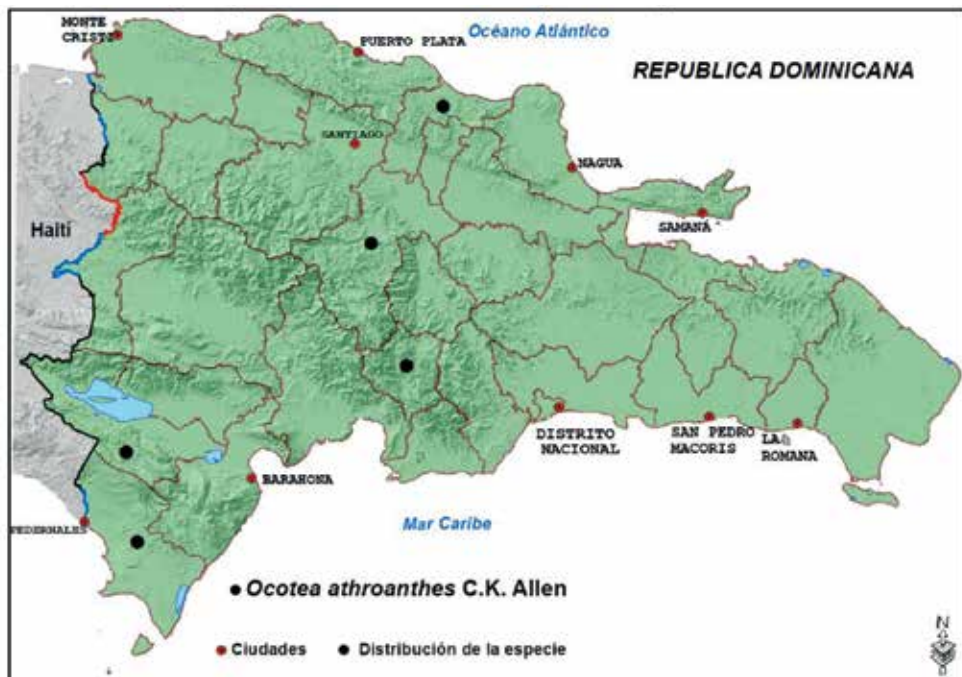 MONTE
CRISTI
PUERTO PLATA
Océano Atlántico
REPUBLICA DOMINICANA
SANTIAGO
NAGUA
SAMANÁ
Haití
DISTRITO
NACIONAL
SAN PEDRO
MACORIS
LA
ROMANA
BARAHONA
PEDERNALES
Mar Caribe
Ocotea athroanthes C.K. Allen
Ciudades
Distribución de la especie
N